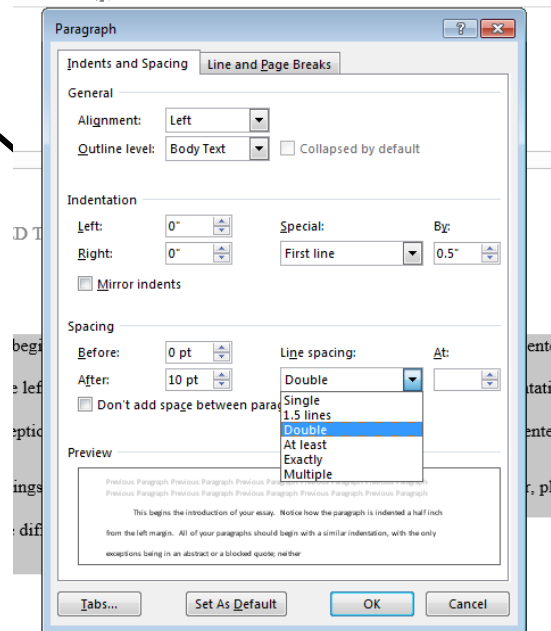 Paragraph
Indents and Spacing
Line and Page Breaks
General
Alignment: Left
Outline level: Body Text Collapsed by default
Indentation
Left: 0" Special: By:
Right: 0" First line 0.5"
Mirror indents
Spacing
Before: 0 pt Line spacing: At:
After: 10 pt Double
Don't add space between parag
Single
1.5 lines
Double
At least
Exactly
Multiple
Preview
Previous Paragraph Previous Paragraph Previous
Previous Paragraph Previous Paragraph Previous Paragraph Previous Paragraph Previous Paragraph
This begins the introduction of your essay. Notice how the paragraph is indented a half inch
from the left margin. All of your paragraphs should begin with a similar indentation, with the only
exceptions being in an abstract or a blocked quote; neither
Tabs... Set As Default OK Cancel